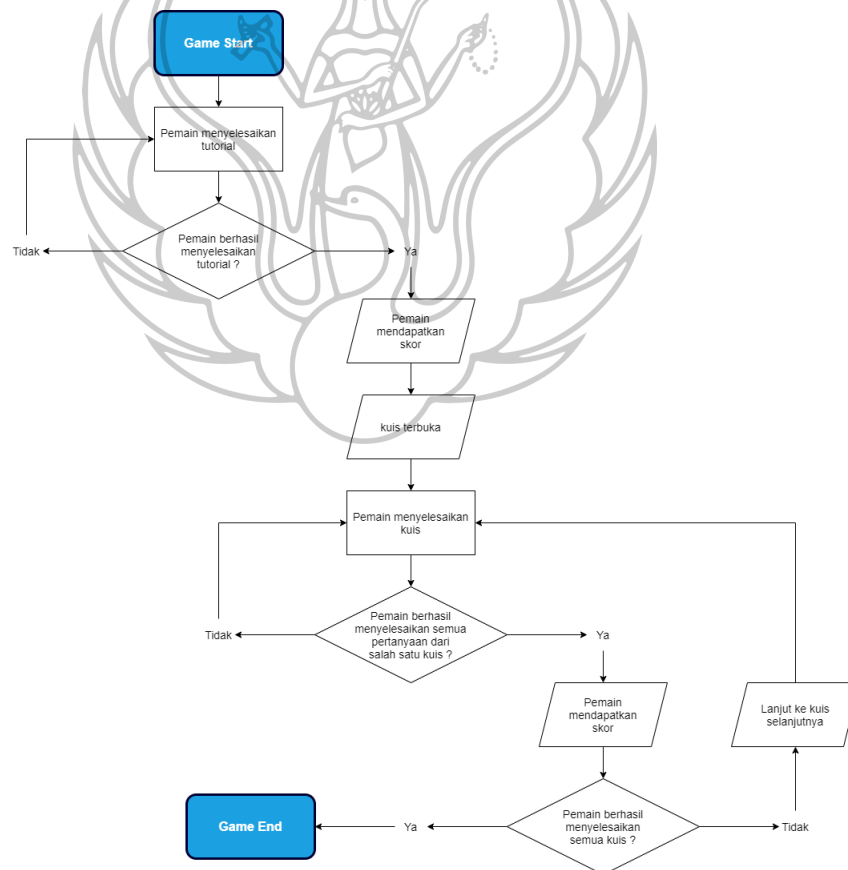 Game Start
Pemain menyelesaikan
tutorial
Pemain berhasil
menyelesaikan
tutorial ?
Tidak
Ya
Pemain
mendapatkan
skor
kuis terbuka
Pemain menyelesaikan
kuis
Pemain berhasil
menyelesaikan semua
pertanyaan dari
salah satu kuis ?
Tidak
Ya
Pemain
mendapatkan
skor
Lanjut ke kuis
selanjutnya
Pemain berhasil
menyelesaikan
semua kuis ?
Tidak
Ya
Game End